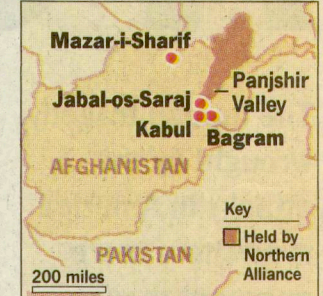 Mazar-i-Sharif
Panjshir
Valley
Jabal-os-Saraj
Kabul
Bagram
AFGHANISTAN
Key
Held by
Northern
Alliance
PAKISTAN
200 miles